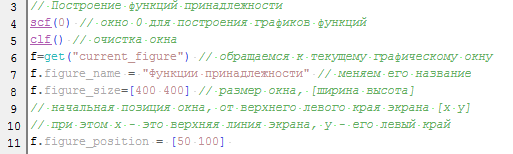 3 // Построение функций принадлежности
4 scf(0) // окно 0 для построения графиков функций
5 clf() // очистка окна
6 f=get("current_figure") // обращаемся к текущему графическому окну
7 f.figure_name = "Функции принадлежности" // меняем его название
8 f.figure_size=[400 400] // размер окна, [ширина высота]
9 // начальная позиция окна, от верхнего левого края экрана [x y]
10 // при этом x - это верхняя линия экрана, y - его левый край
11 f.figure_position = [50 100]